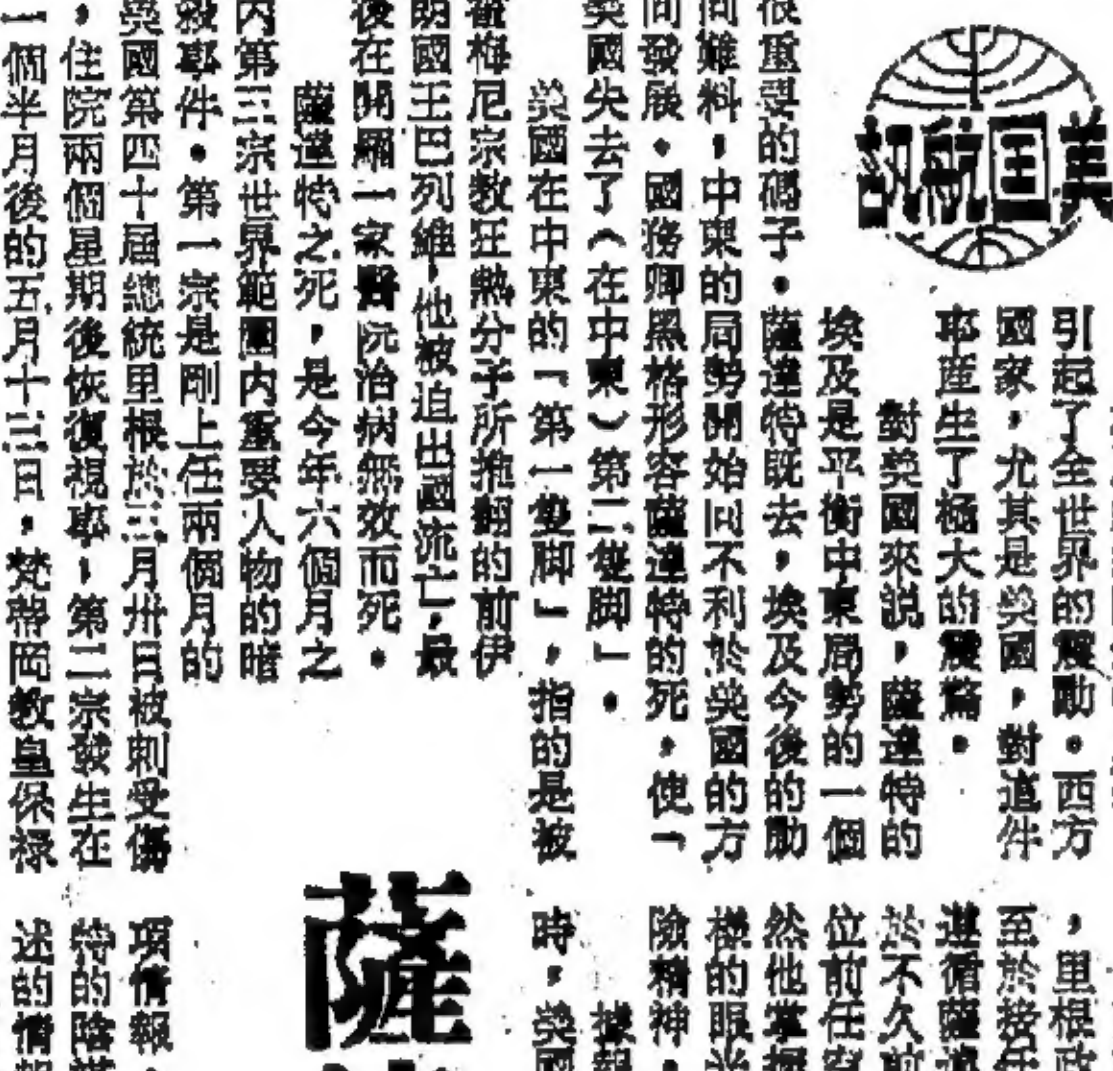 美国航訊
引起了全世界的震動。西方
國家,尤其是美國,對這件
耶產生了極大的震驚。
對美國來說,薩達特的
埃及是平衡中東局勢的一個
很重要的碼子。薩達特既去,埃及今後的動
向難料,中東的局勢開始向不利於美國的方
向發展。國務卿黑格形容薩達特的死,使「
美國失去了(在中東)第二隻脚」。
美國在中東的「第一隻脚」,指的是被
霍梅尼宗教狂熱分子所推翻的前伊
朗國王巴列維,他被迫出國流亡,最
後在開羅一家醫院治病無效而死。
薩達特之死,是今年六個月之
內第三宗世界範圍內重要人物的暗
殺事件。第一宗是剛上任兩個月的
美國第四十屆總統里根於三月卅日被刺受傷
,住院兩個星期後恢復視事,第二宗發生在
一個半月後的五月十三日。梵蒂岡教皇保祿
,里根政
至於接任
遵循薩達
於不久前
位前任
然他掌握
樣的眼光
險精神。
據報
時,美國
薩
項情報,
特的陰謀
述的情報